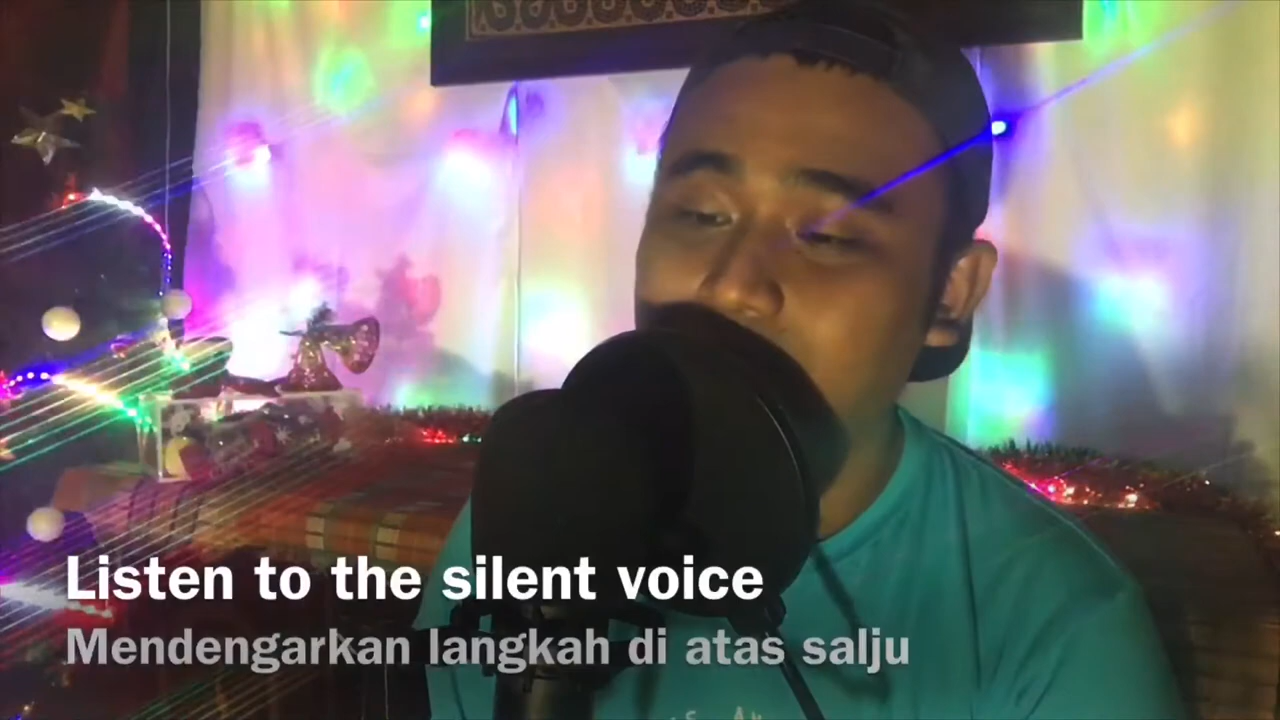 Listen to the silent voice
Mendengarkan langkah di atas salju